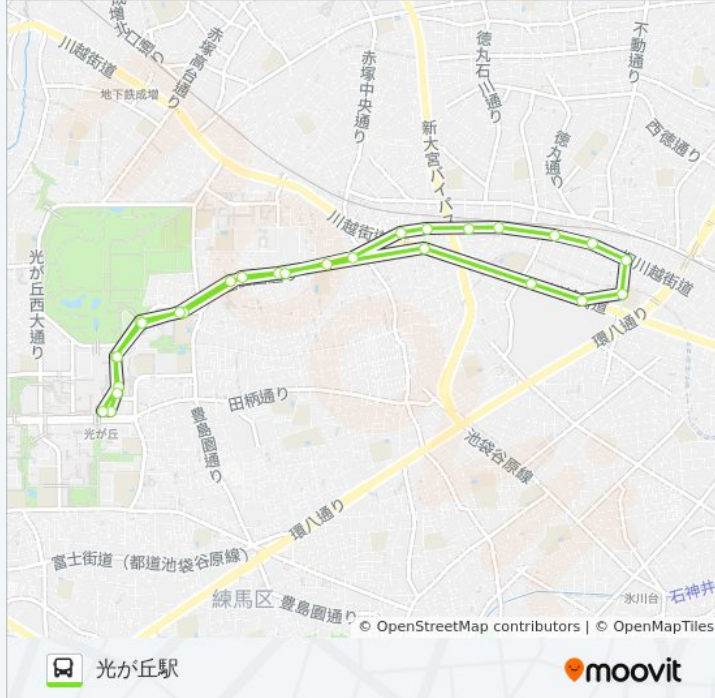 川越街道
赤塚高台通り
赤塚中央通り
徳丸石川通り
不動通り
地下鉄成増
新大宮バイパス
徳丸通り
西徳通り
川越街道
旧川越街道
光が丘西大通り
環八通り
田柄通り
豊島園通り
光が丘
池袋谷原線
環八通り
富士街道（都道池袋谷原線）
練馬区
豊島園通り
氷川台
石神井
© OpenStreetMap contributors | © OpenMapTiles
光が丘駅
moovit